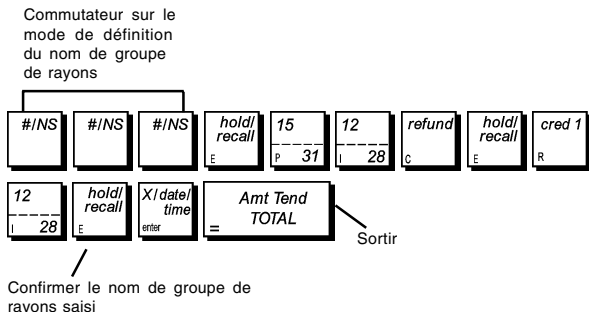 Commutateur sur le
mode de définition
du nom de groupe
de rayons
#/NS #/NS #/NS hold/ 15 12 refund hold/ cred 1
recall recall
E P 31 I 28 C E R
12 hold/ X/date/ Amt Tend
recall time TOTAL
I 28 E enter =
Sortir
Confirmer le nom de groupe de
rayons saisi